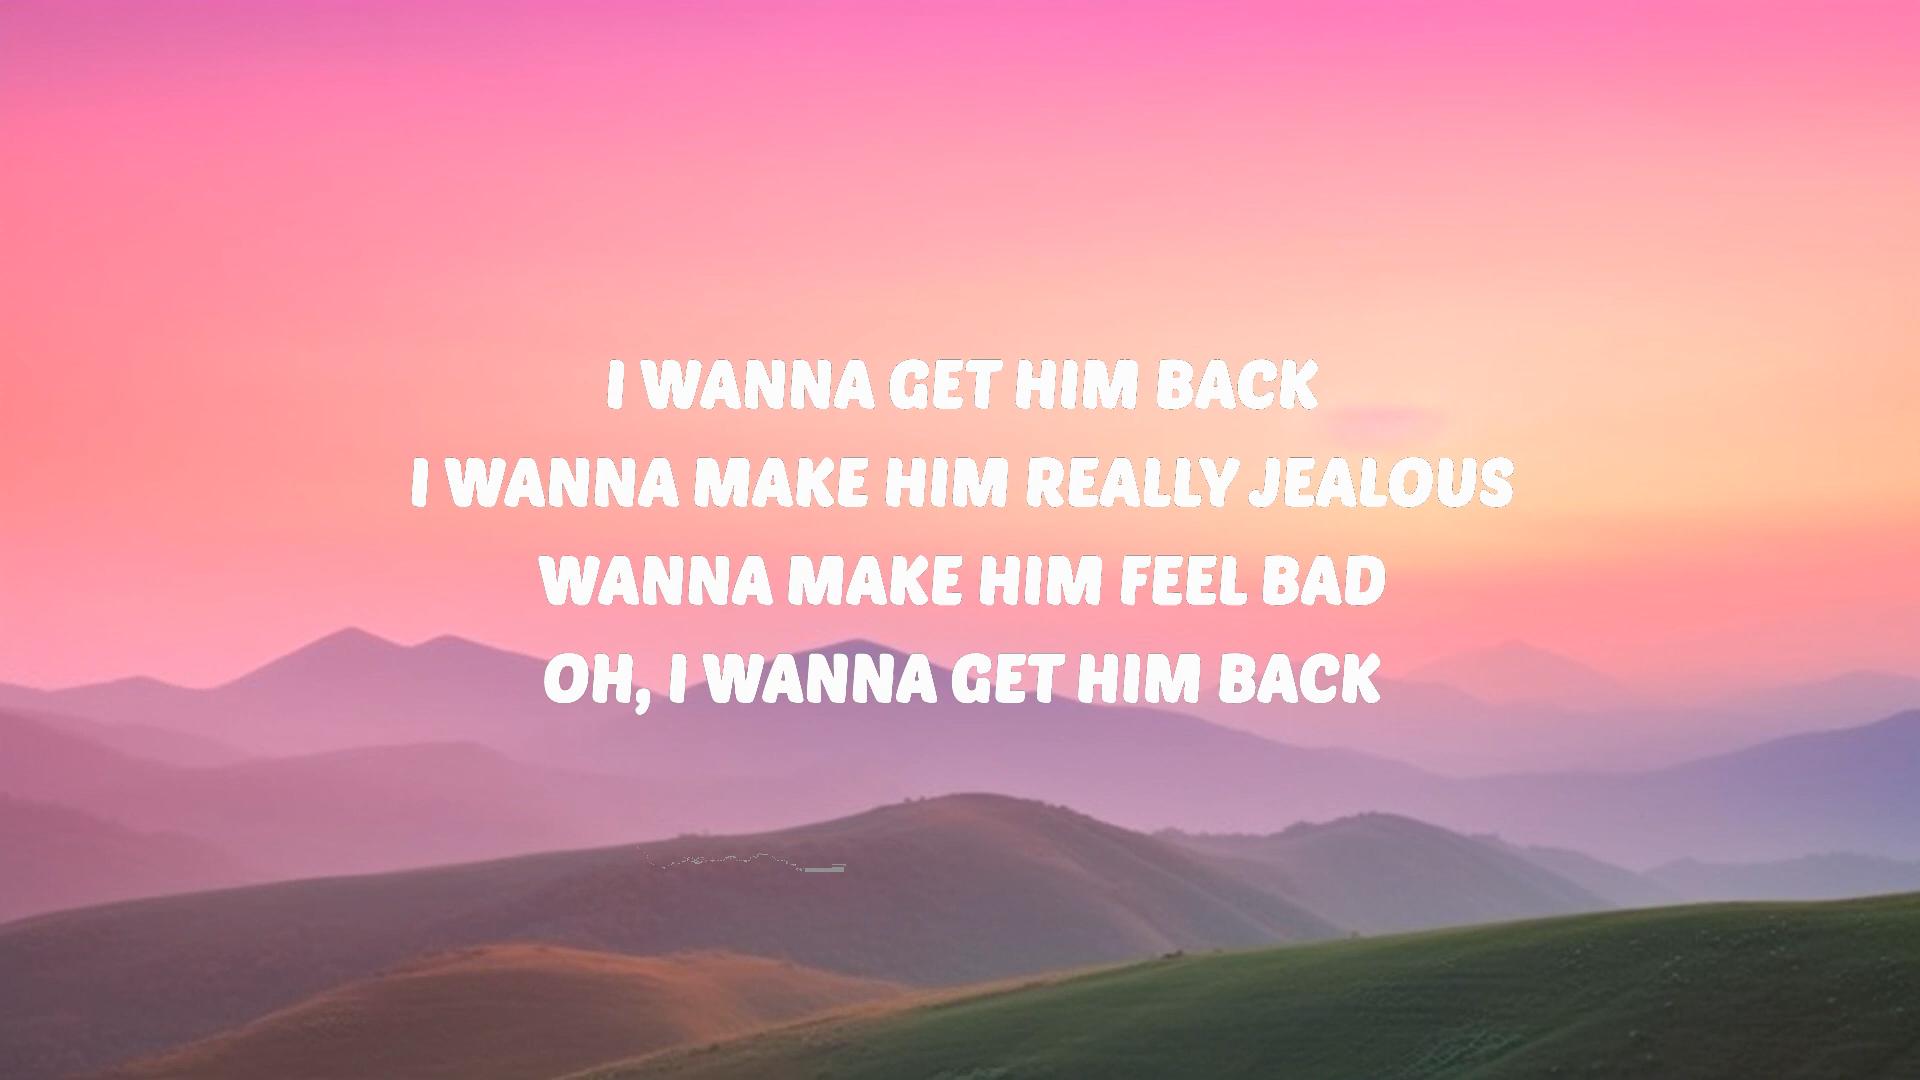 I WANNA GET HIM BACK
I WANNA MAKE HIM REALLY JEALOUS
WANNA MAKE HIM FEEL BAD
OH, I WANNA GET HIM BACK